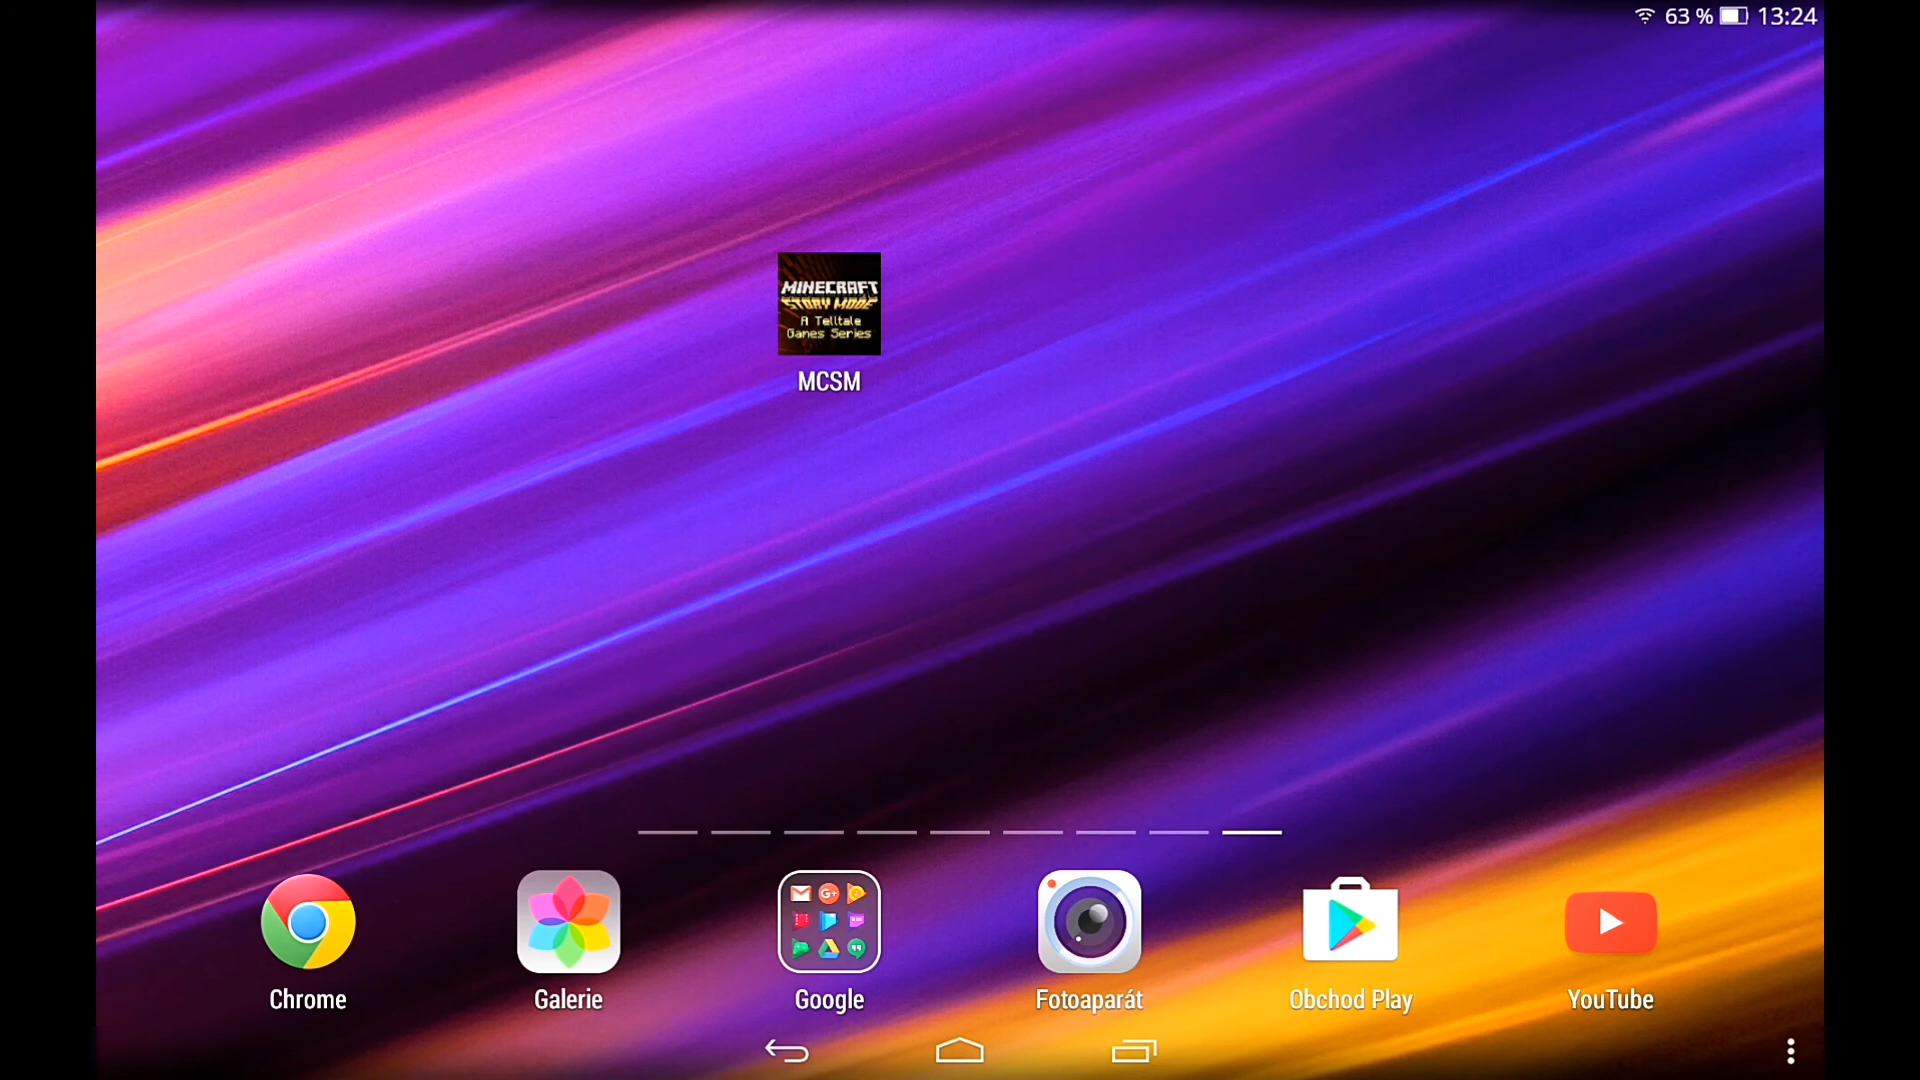 63 % 13:24
MINECRAFT
STORY MODE
A Telltale
Games Series
MCSM
Chrome Galerie Google Fotoaparát Obchod Play YouTube